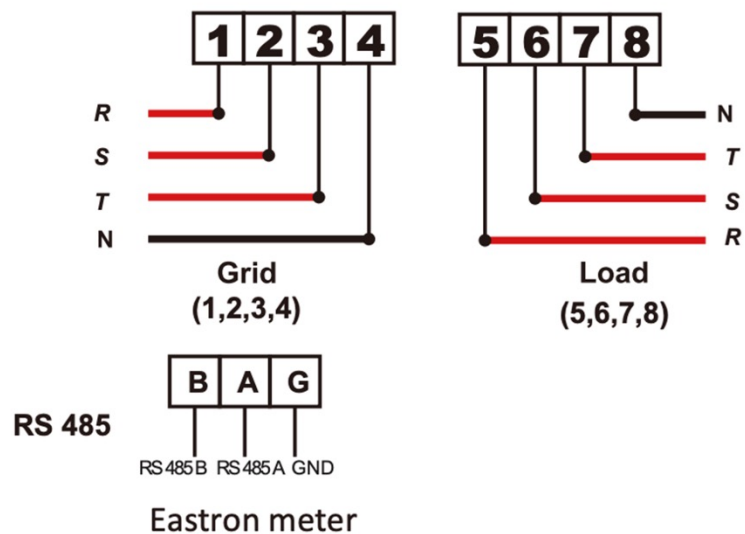 1 2 3 4
R
S
T
N
Grid
(1,2,3,4)
5 6 7 8
N
T
S
R
Load
(5,6,7,8)
RS 485
B A G
RS485B RS485A GND
Eastron meter